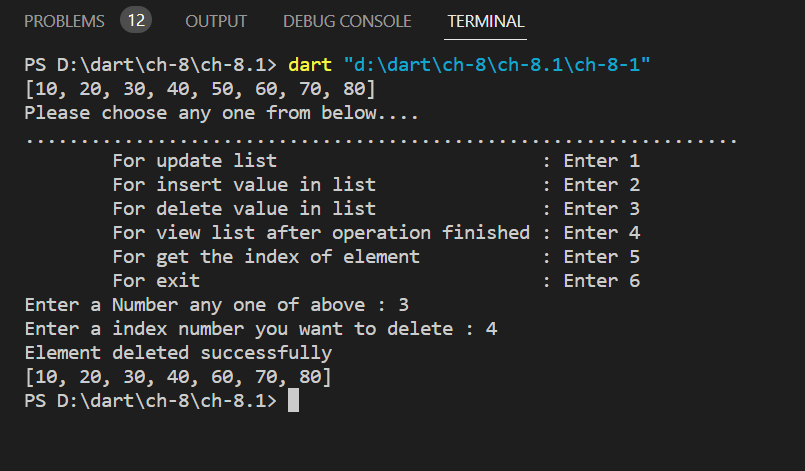 PROBLEMS 12 OUTPUT DEBUG CONSOLE TERMINAL
PS D:\dart\ch-8\ch-8.1> dart "d:\dart\ch-8\ch-8.1\ch-8-1"
[10, 20, 30, 40, 50, 60, 70, 80]
Please choose any one from below....
.................................................................
For update list : Enter 1
For insert value in list : Enter 2
For delete value in list : Enter 3
For view list after operation finished : Enter 4
For get the index of element : Enter 5
For exit : Enter 6
Enter a Number any one of above : 3
Enter a index number you want to delete : 4
Element deleted successfully
[10, 20, 30, 40, 60, 70, 80]
PS D:\dart\ch-8\ch-8.1>